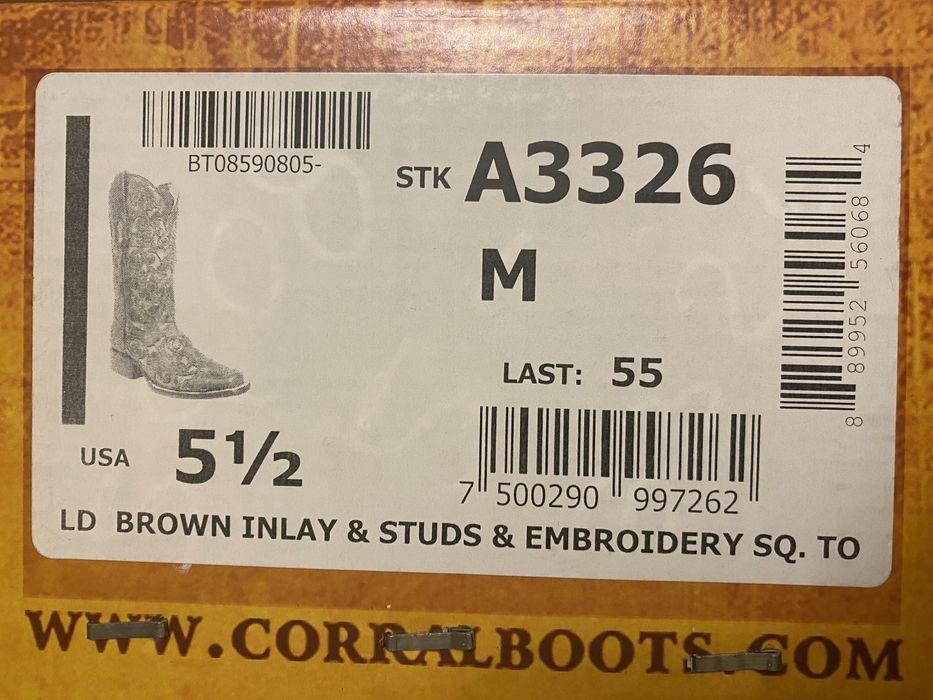 BT08590805-
STK A3326
M
LAST: 55
USA 5½
7 500290 997262
8 89952 56068 4
LD BROWN INLAY & STUDS & EMBROIDERY SQ. TO
WWW.CORRALBOOTS.COM